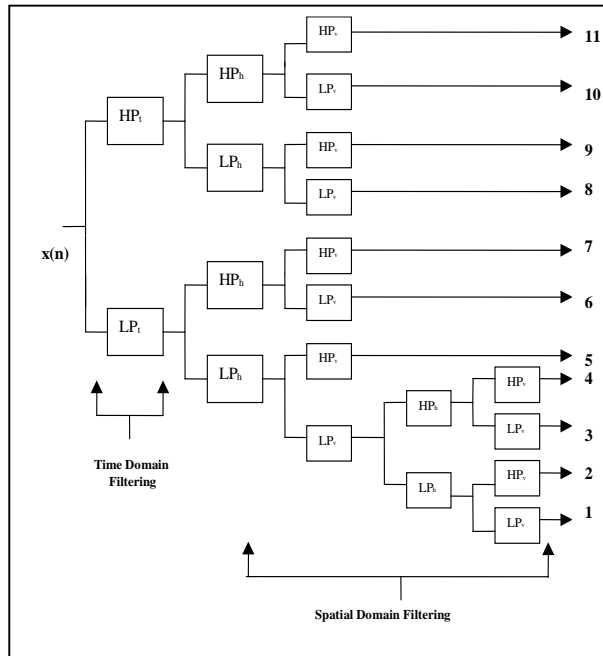 HPv
11
HPh
LPv
10
HPt
HPv
9
LPh
LPv
8
x(n)
HPv
7
HPh
LPv
6
LPt
HPv
5
LPh
HPv
4
HPh
LPv
LPv
3
HPv
2
LPh
LPv
1
Time Domain
Filtering
Spatial Domain Filtering